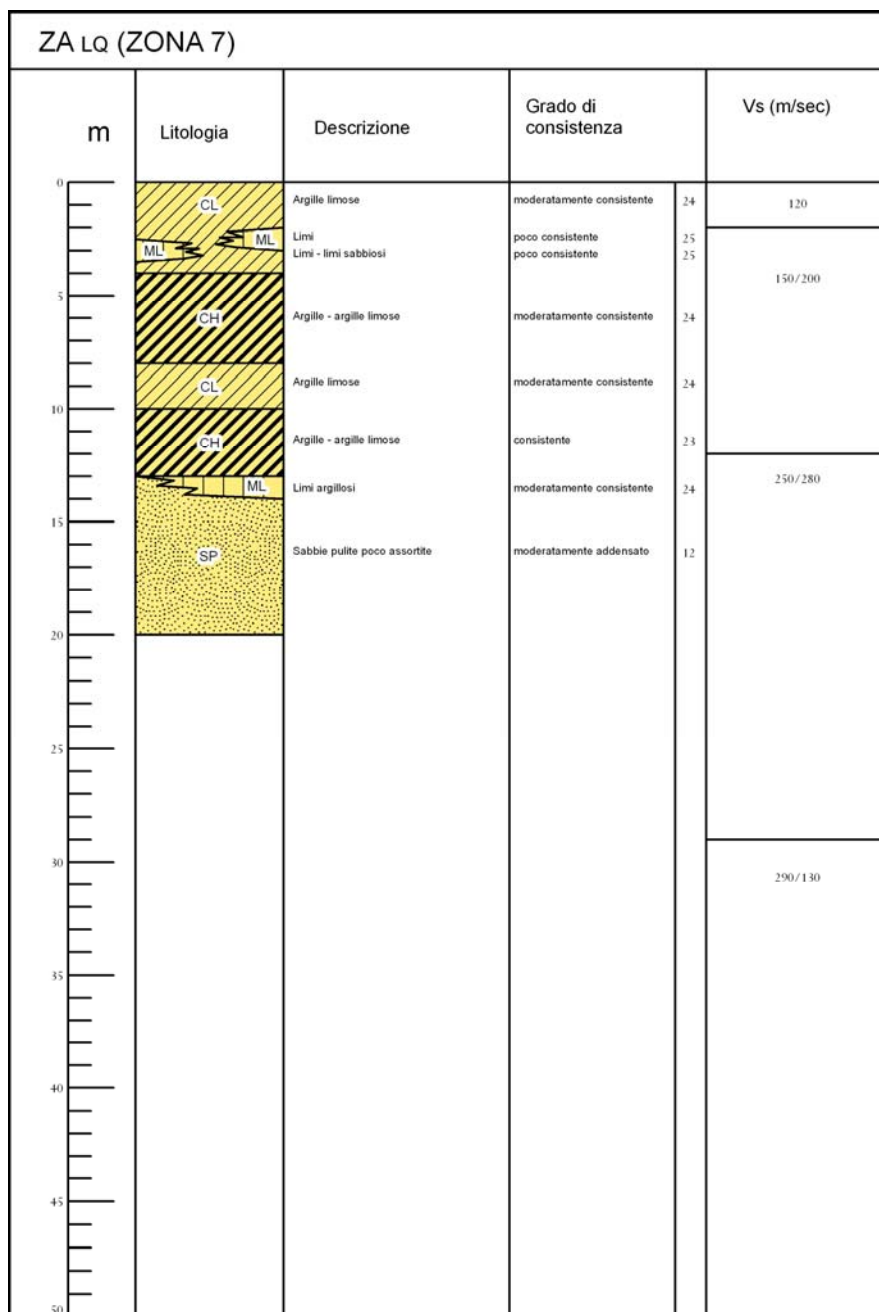 ZA LQ (ZONA 7)
m
Litologia
Descrizione
Grado di
consistenza
Vs (m/sec)
0
CL
Argille limose
moderatamente consistente
24
120
ML
Limi
poco consistente
25
ML
Limi - limi sabbiosi
poco consistente
25
150/200
5
CH
Argille - argille limose
moderatamente consistente
24
CL
Argille limose
moderatamente consistente
24
10
CH
Argille - argille limose
consistente
23
250/280
ML
Limi argillosi
moderatamente consistente
24
15
SP
Sabbie pulite poco assortite
moderatamente addensato
12
20
25
30
290/130
35
40
45
50